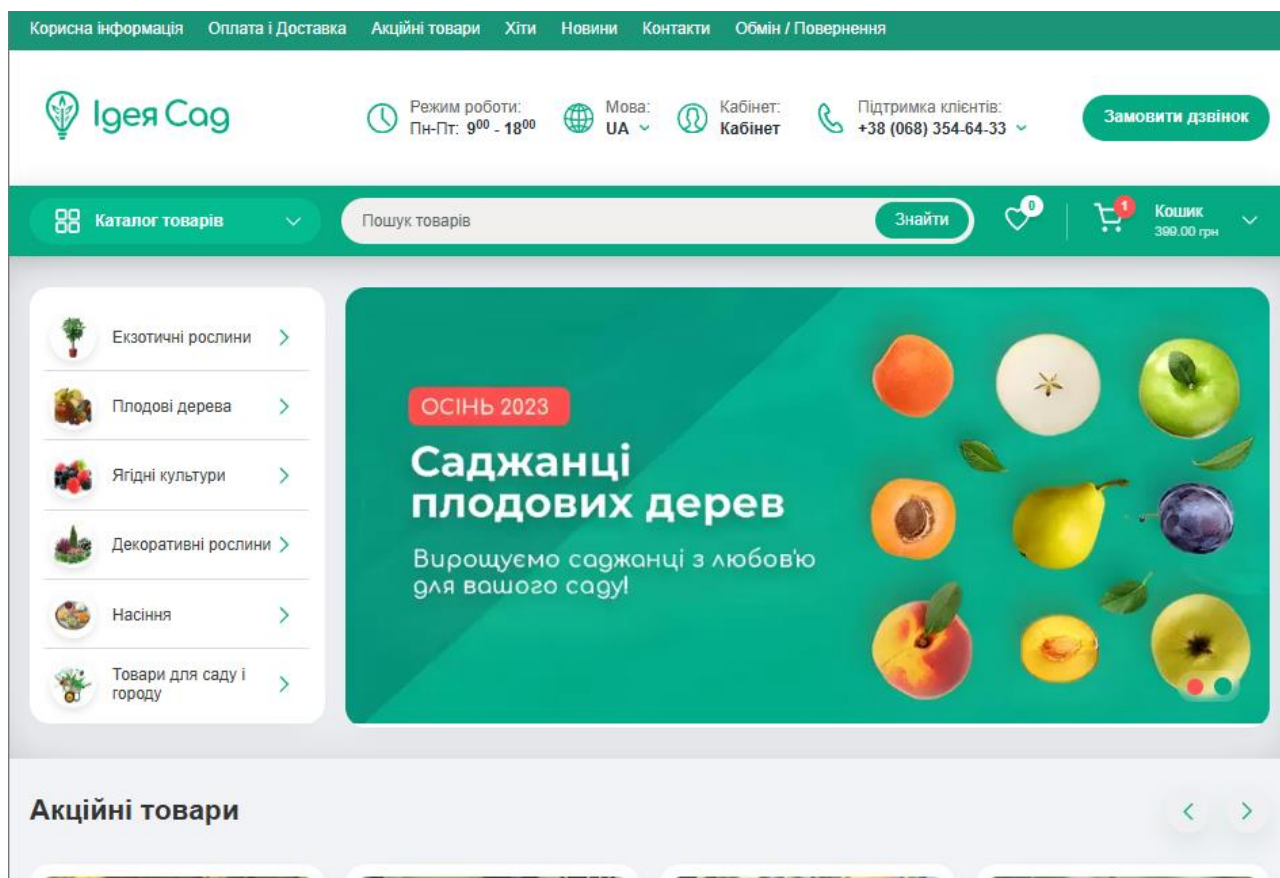 Корисна інформація Оплата і Доставка Акційні товари Хіти Новини Контакти Обмін / Повернення
Ідея Сад
Режим роботи:
Пн-Пт: 9⁰⁰ - 18⁰⁰
Мова:
UA
Кабінет:
Кабінет
Підтримка клієнтів:
+38 (068) 354-64-33
Замовити дзвінок
Каталог товарів
Пошук товарів
Знайти
0
1
Кошик
399.00 грн
Екзотичні рослини
Плодові дерева
Ягідні культури
Декоративні рослини
Насіння
Товари для саду і
городу
ОСІНЬ 2023
Саджанці
плодових дерев
Вирощуємо саджанці з любов'ю
для вашого саду!
Акційні товари